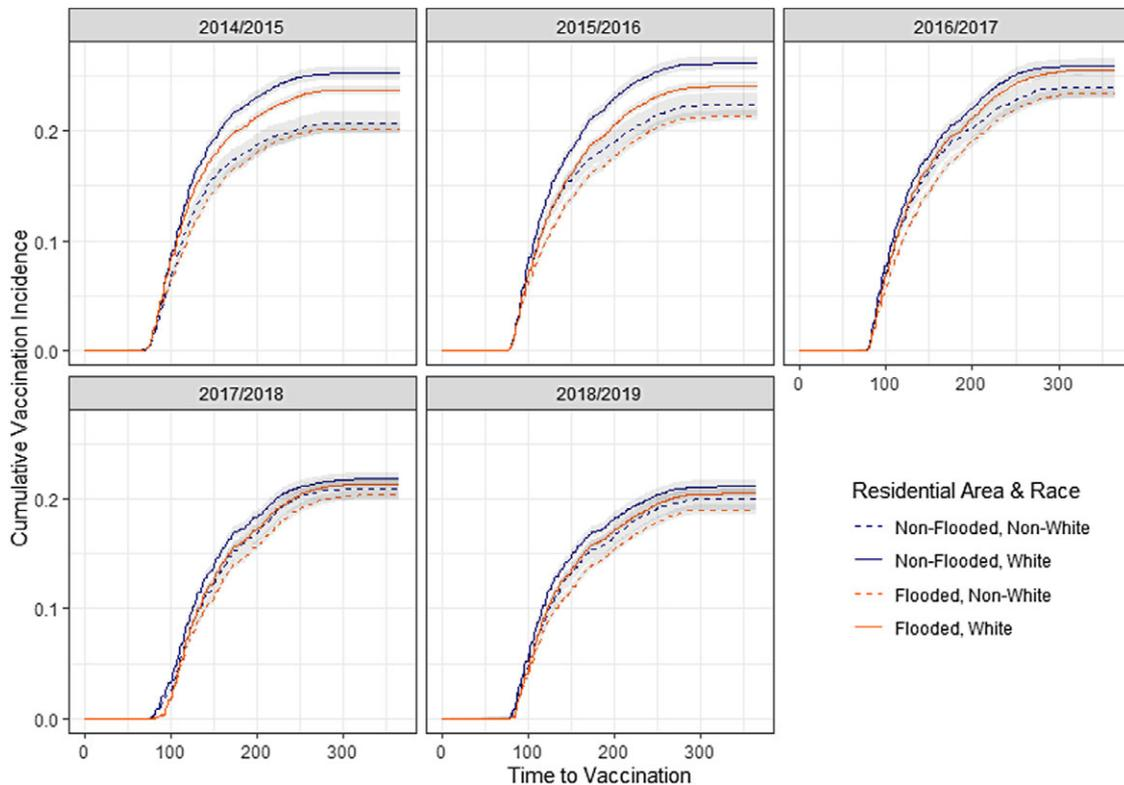 2014/2015
2015/2016
2016/2017
0.2
0.1
0.0
0 100 200 300
2017/2018
2018/2019
0.2
0.1
0.0
0 100 200 300
0 100 200 300
Cumulative Vaccination Incidence
Time to Vaccination
Residential Area & Race
Non-Flooded, Non-White
Non-Flooded, White
Flooded, Non-White
Flooded, White